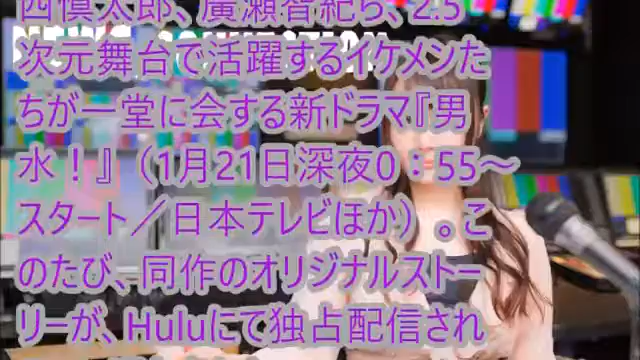 四慎太郎、廣瀬智紀ら、2.5
次元舞台で活躍するイケメンた
ちが一堂に会する新ドラマ『男
水！』（1月21日深夜0：55～
スタート／日本テレビほか）。こ
のたび、同作のオリジナルストー
リーが、Huluにて独占配信され